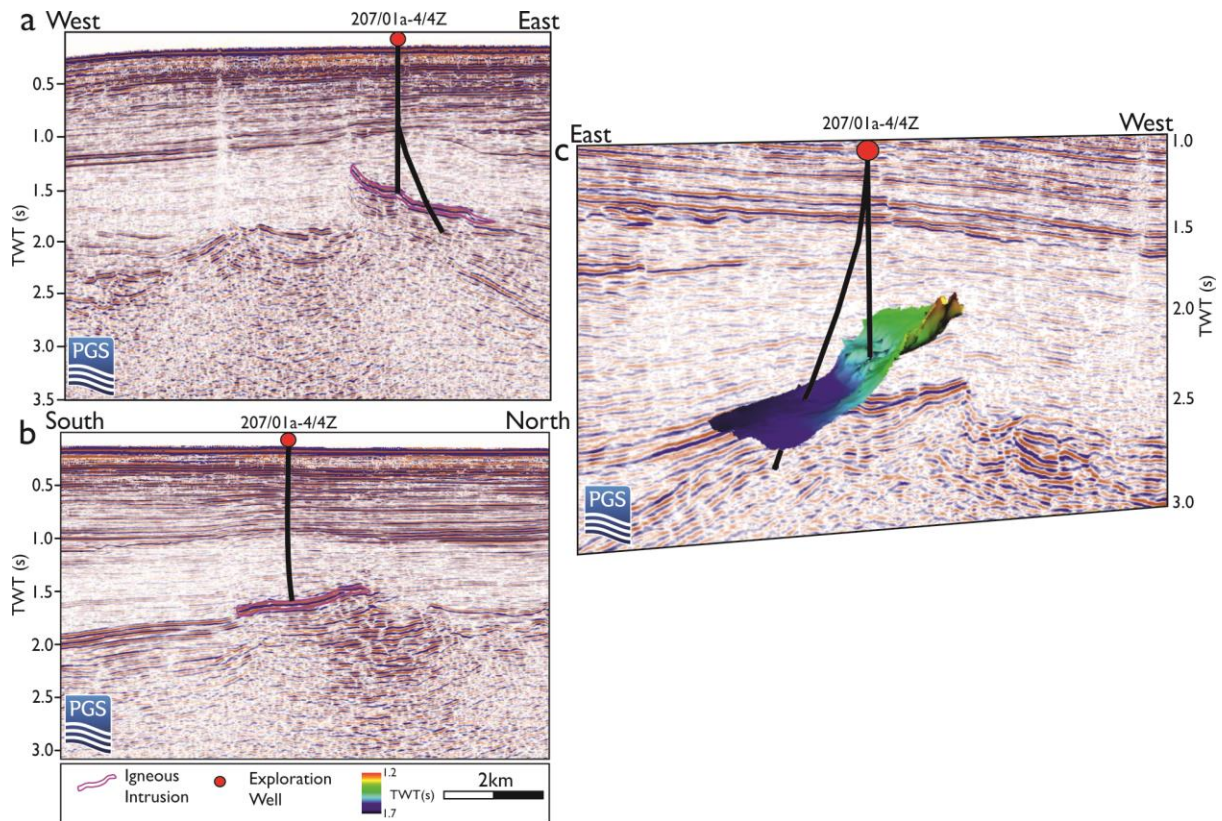 a West East
207/01a-4/4Z
0.5
1.0
1.5
2.0
2.5
3.0
3.5
TWT (s)
PGS
b South North
207/01a-4/4Z
0.5
1.0
1.5
2.0
2.5
3.0
TWT (s)
PGS
Igneous
Intrusion
Exploration
Well
1.2
TWT(s)
1.7
2km
c East West
207/01a-4/4Z
1.0
1.5
2.0
2.5
3.0
TWT (s)
PGS